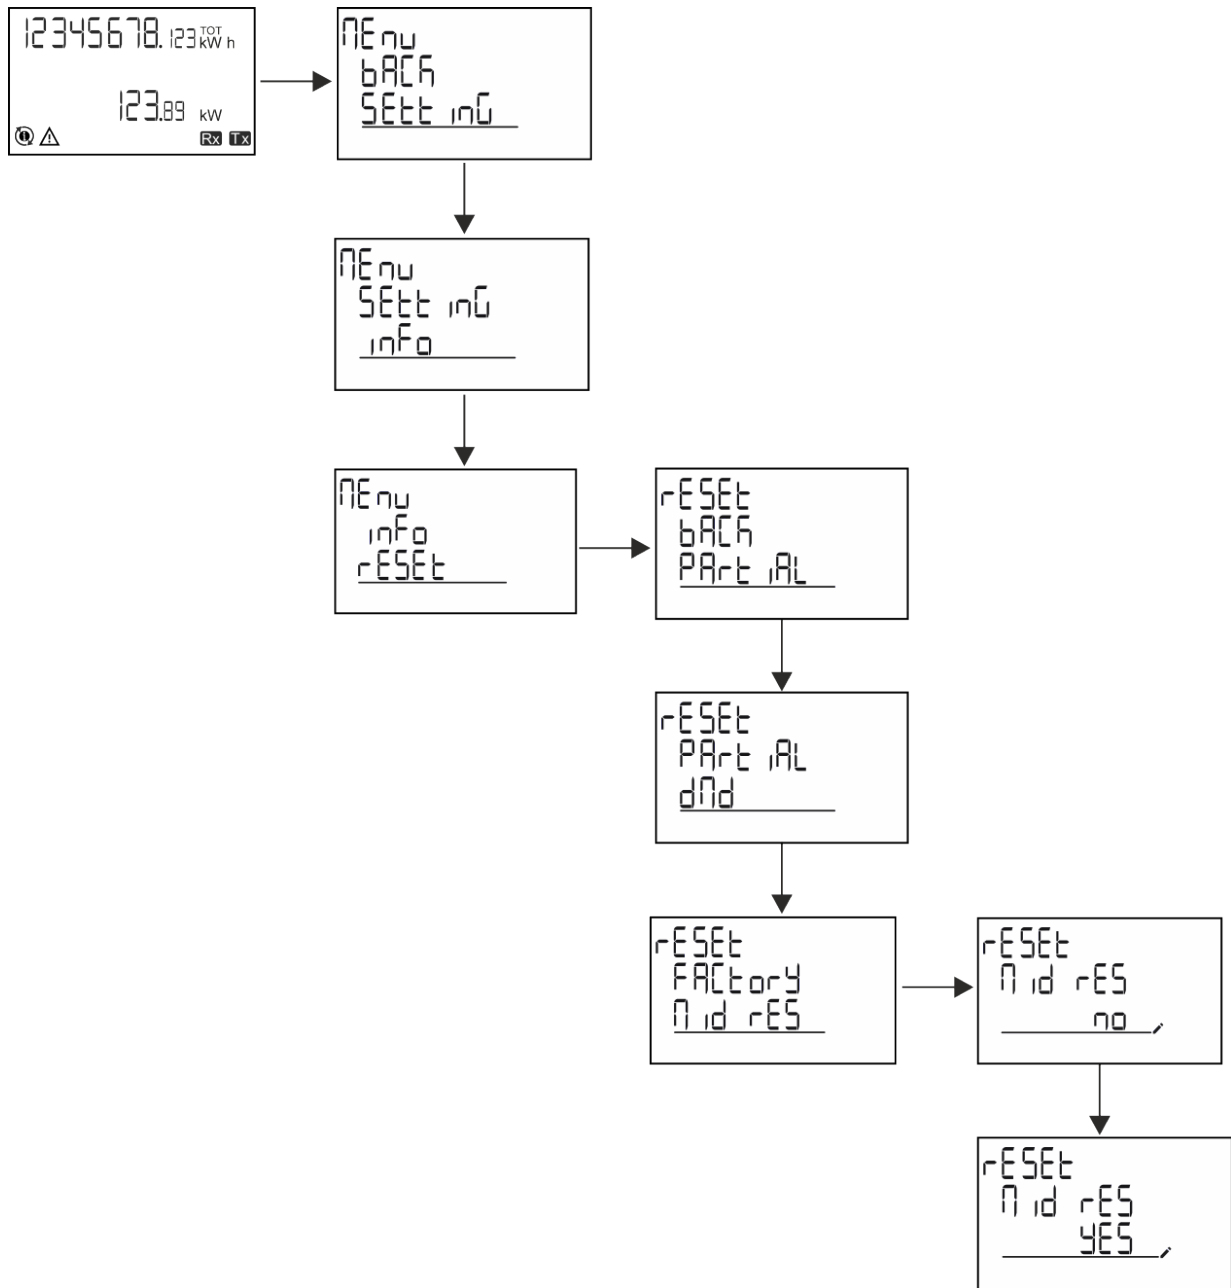 12345678.123 TOT kWh
123.89 kW
Rx Tx
MEnu
bACK
SEttinG
MEnu
SEttinG
inFo
MEnu
inFo
rESEt
rESEt
bACK
PArtiAL
rESEt
PArtiAL
dMd
rESEt
FACtory
Mid rES
rESEt
Mid rES
no
rESEt
Mid rES
yES